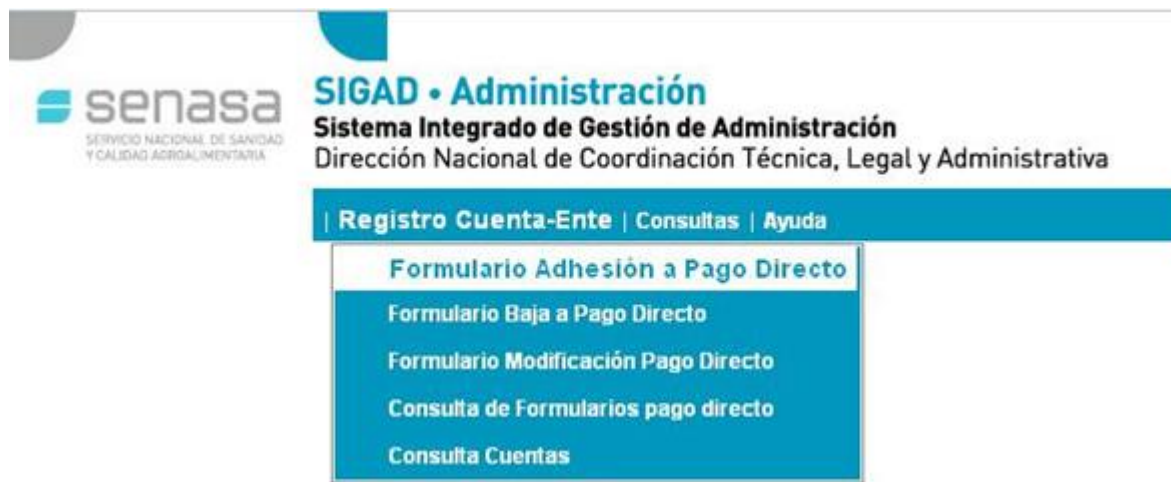 senasa
SERVICIO NACIONAL DE SANIDAD
Y CALIDAD AGROALIMENTARIA
SIGAD • Administración
Sistema Integrado de Gestión de Administración
Dirección Nacional de Coordinación Técnica, Legal y Administrativa
| Registro Cuenta-Ente | Consultas | Ayuda
Formulario Adhesión a Pago Directo
Formulario Baja a Pago Directo
Formulario Modificación Pago Directo
Consulta de Formularios pago directo
Consulta Cuentas